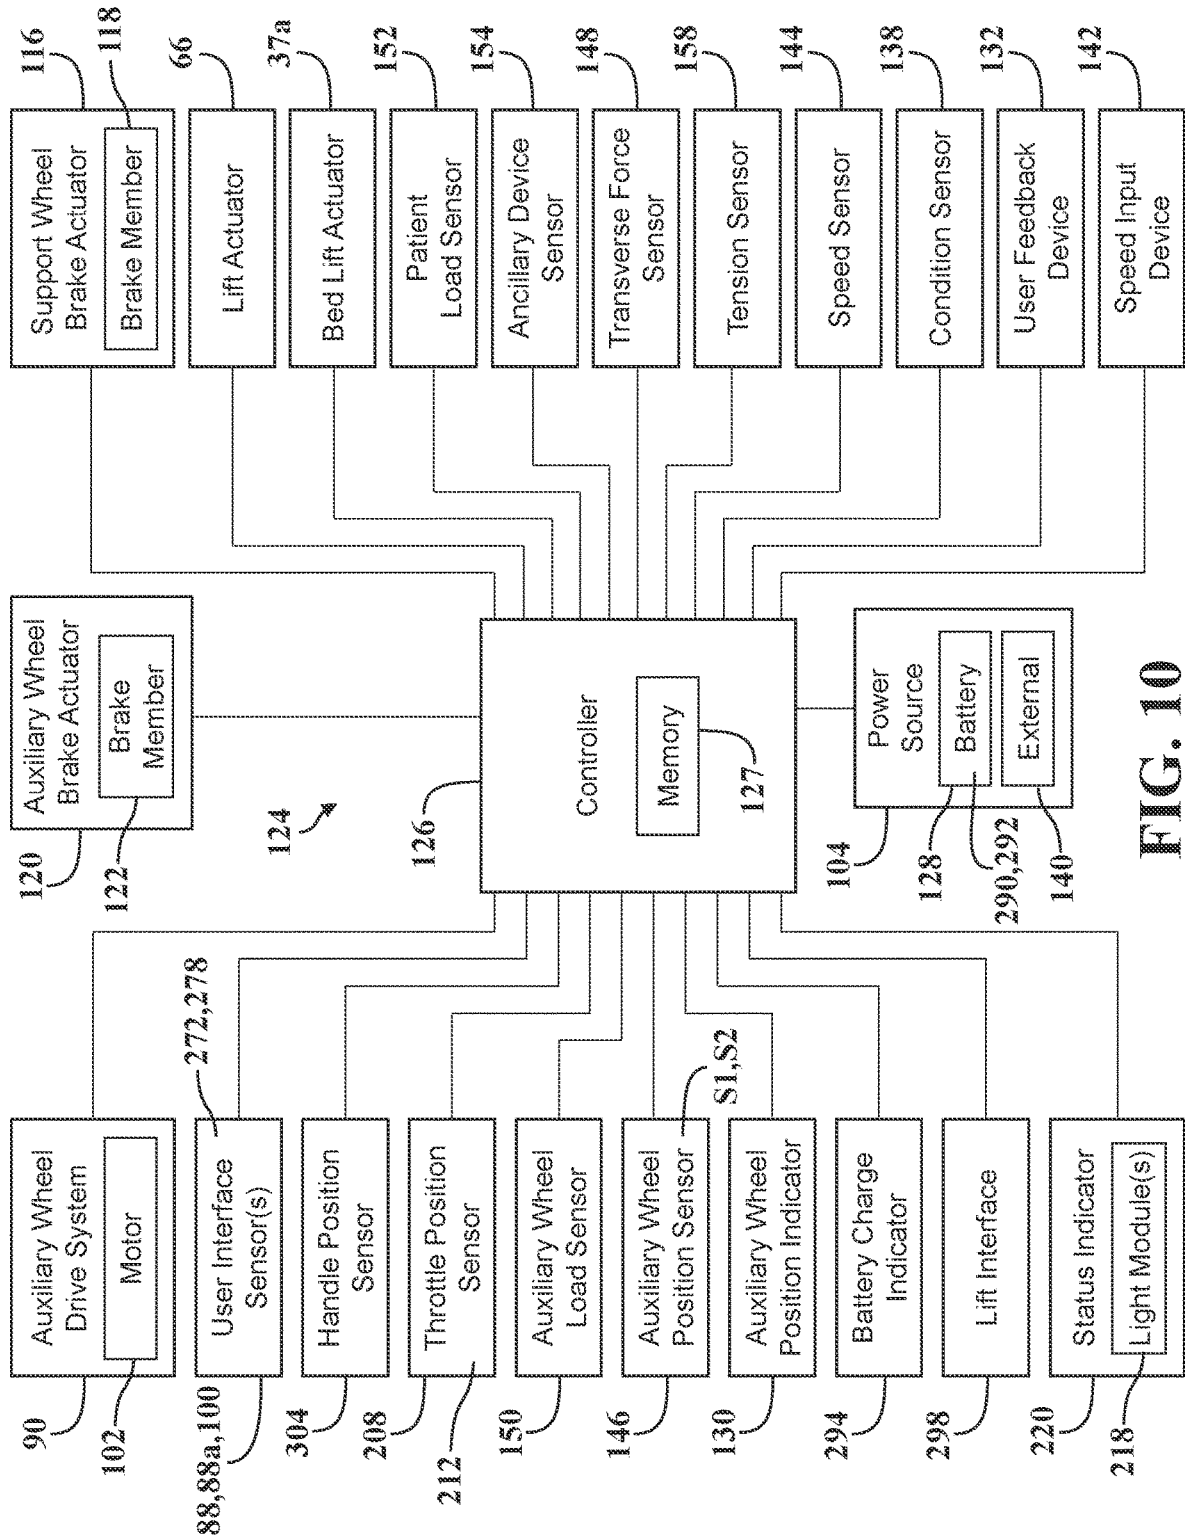 90
Auxiliary Wheel
Drive System
102
Motor
88,88a,100
272,278
User Interface
Sensor(s)
304
Handle Position
Sensor
208
Throttle Position
Sensor
212
150
Auxiliary Wheel
Load Sensor
146
Auxiliary Wheel
Position Sensor
S1,S2
130
Auxiliary Wheel
Position Indicator
294
Battery Charge
Indicator
298
Lift Interface
220
Status Indicator
218
Light Module(s)
120
Auxiliary Wheel
Brake Actuator
122
Brake
Member
124
126
Controller
Memory
127
104
Power
Source
128
Battery
290,292
External
140
Support Wheel
Brake Actuator
116
Brake Member
118
Lift Actuator
66
Bed Lift Actuator
37a
Patient
Load Sensor
152
Ancillary Device
Sensor
154
Transverse Force
Sensor
148
Tension Sensor
158
Speed Sensor
144
Condition Sensor
138
User Feedback
Device
132
Speed Input
Device
142
FIG. 10